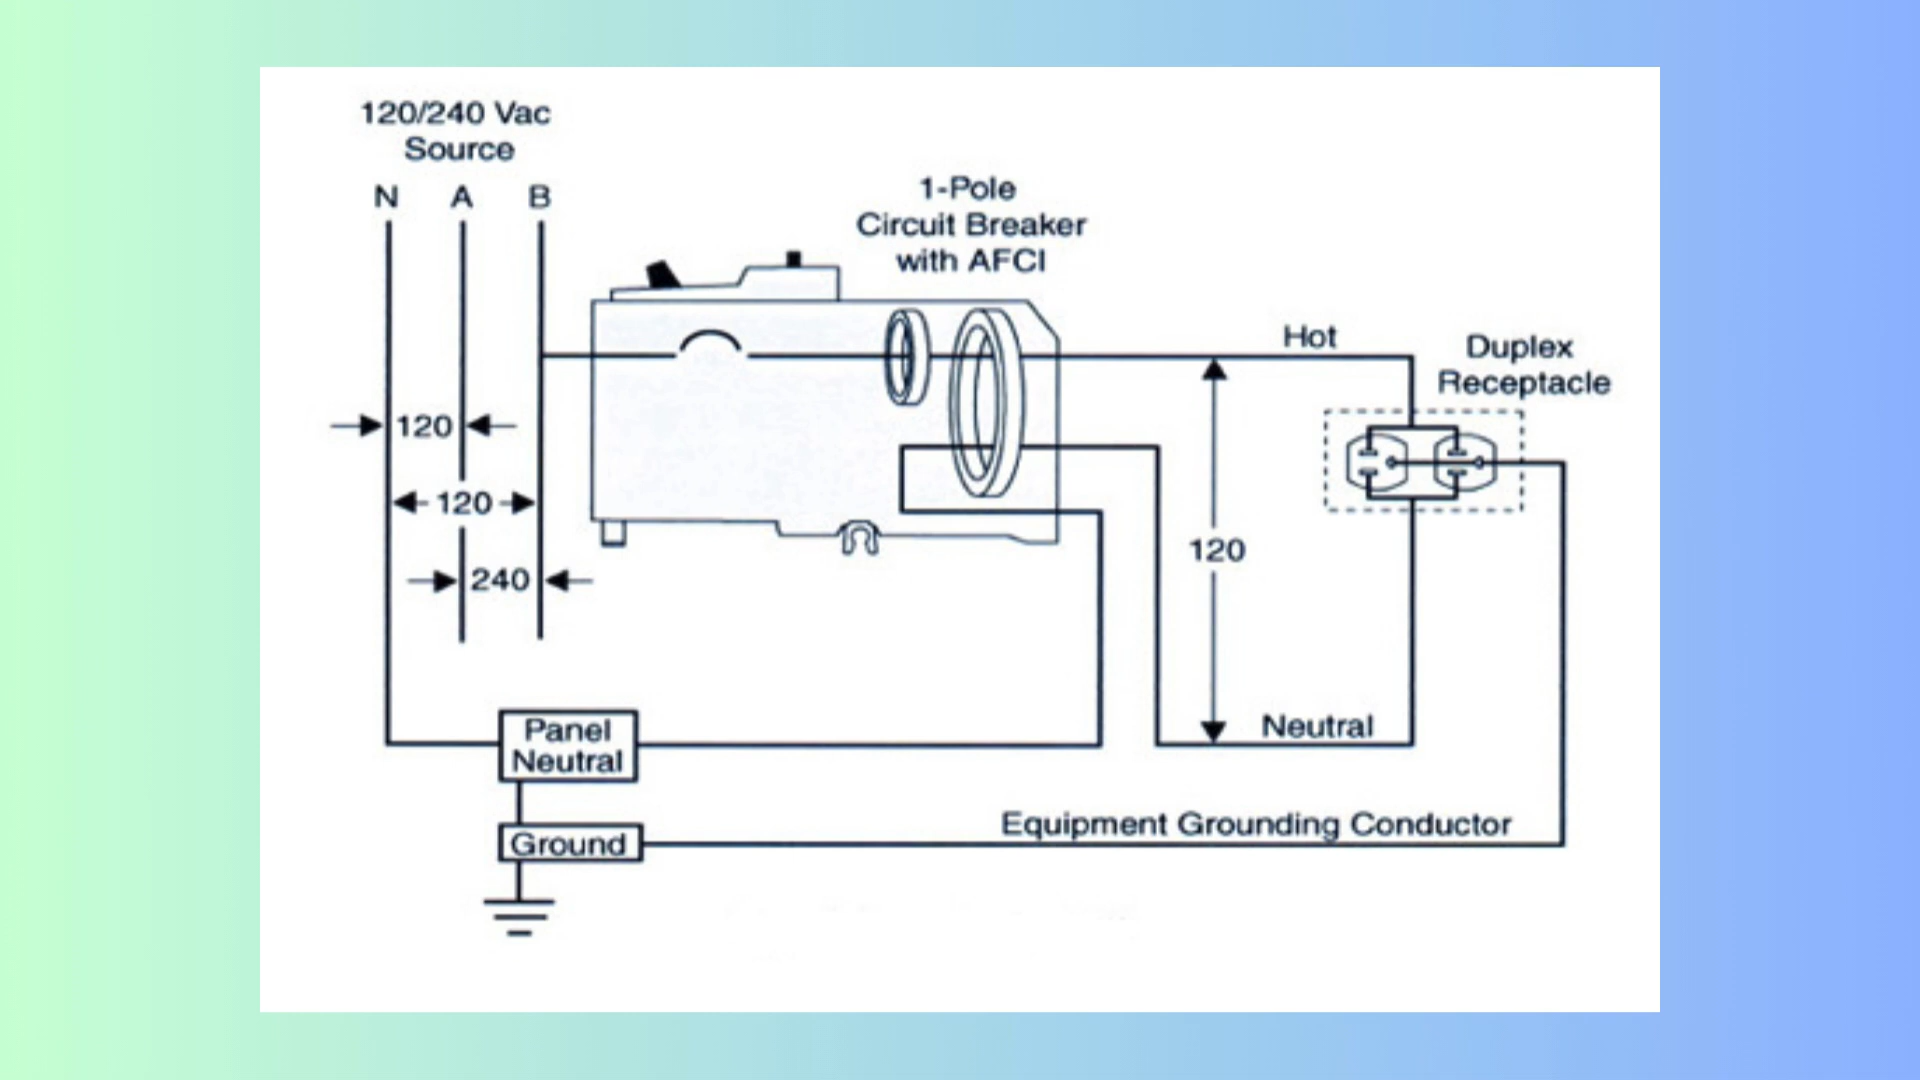 120/240 Vac
Source
N A B
1-Pole
Circuit Breaker
with AFCI
Hot
Duplex
Receptacle
120
120
240
120
Panel
Neutral
Neutral
Ground
Equipment Grounding Conductor